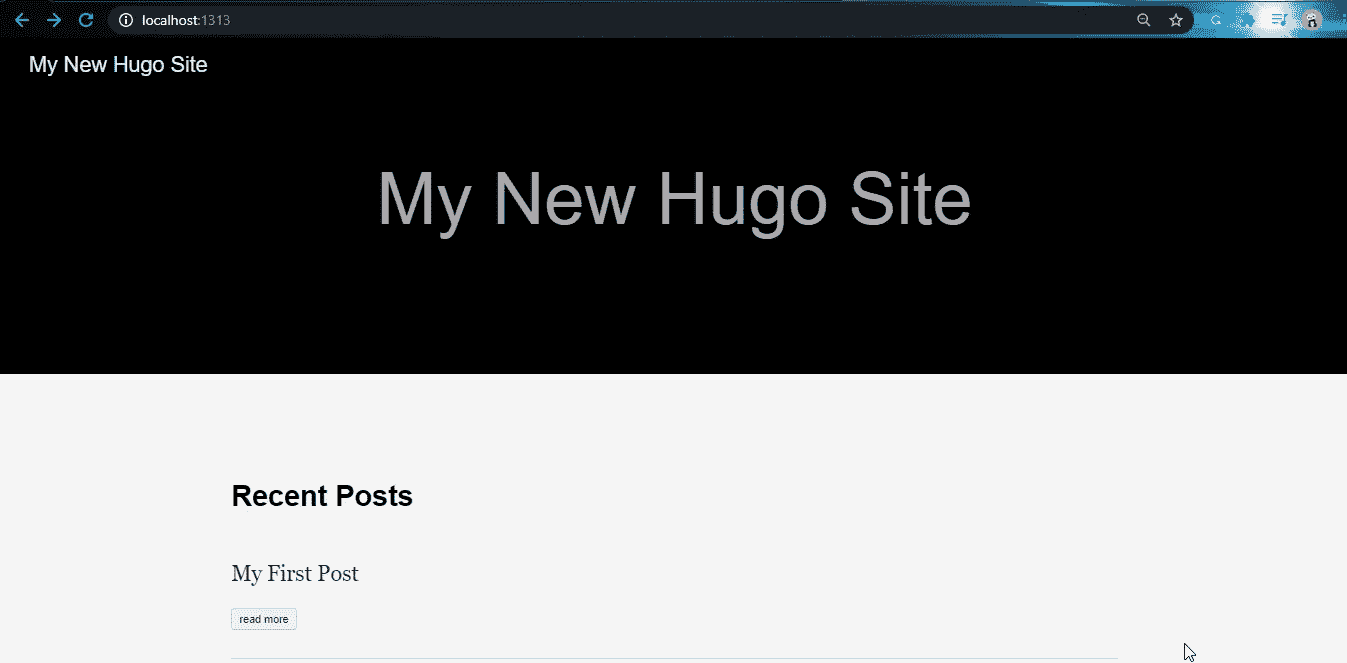 localhost:1313
My New Hugo Site
My New Hugo Site
Recent Posts
My First Post
read more